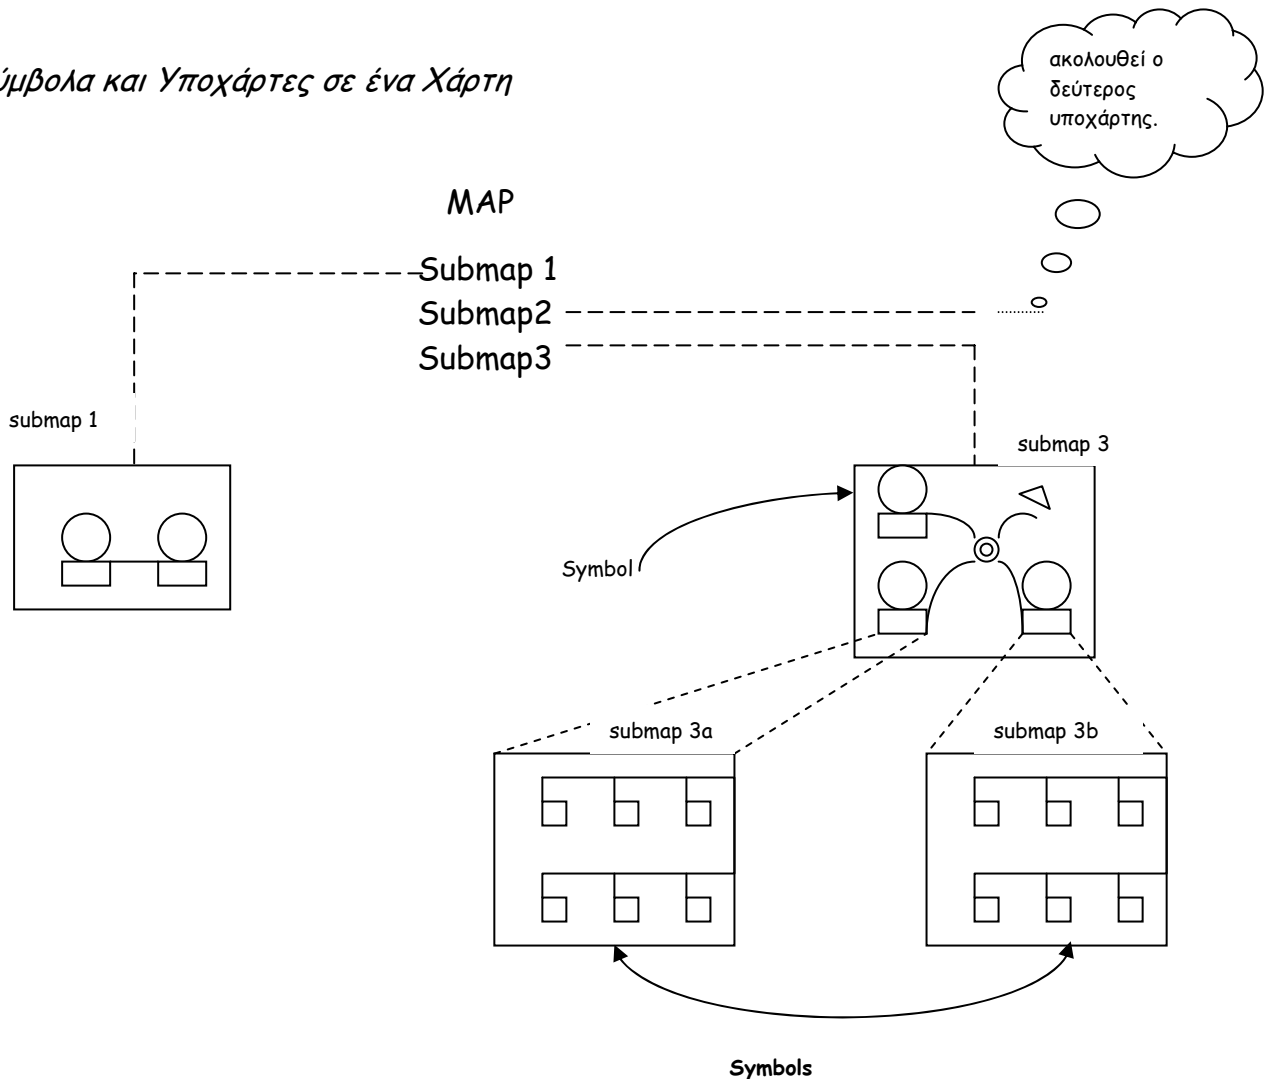 ύμβολα και Υποχάρτες σε ένα Χάρτη
ακολουθεί ο
δεύτερος
υποχάρτης.
MAP
Submap 1
Submap2
Submap3
submap 1
submap 3
Symbol
submap 3a
submap 3b
Symbols